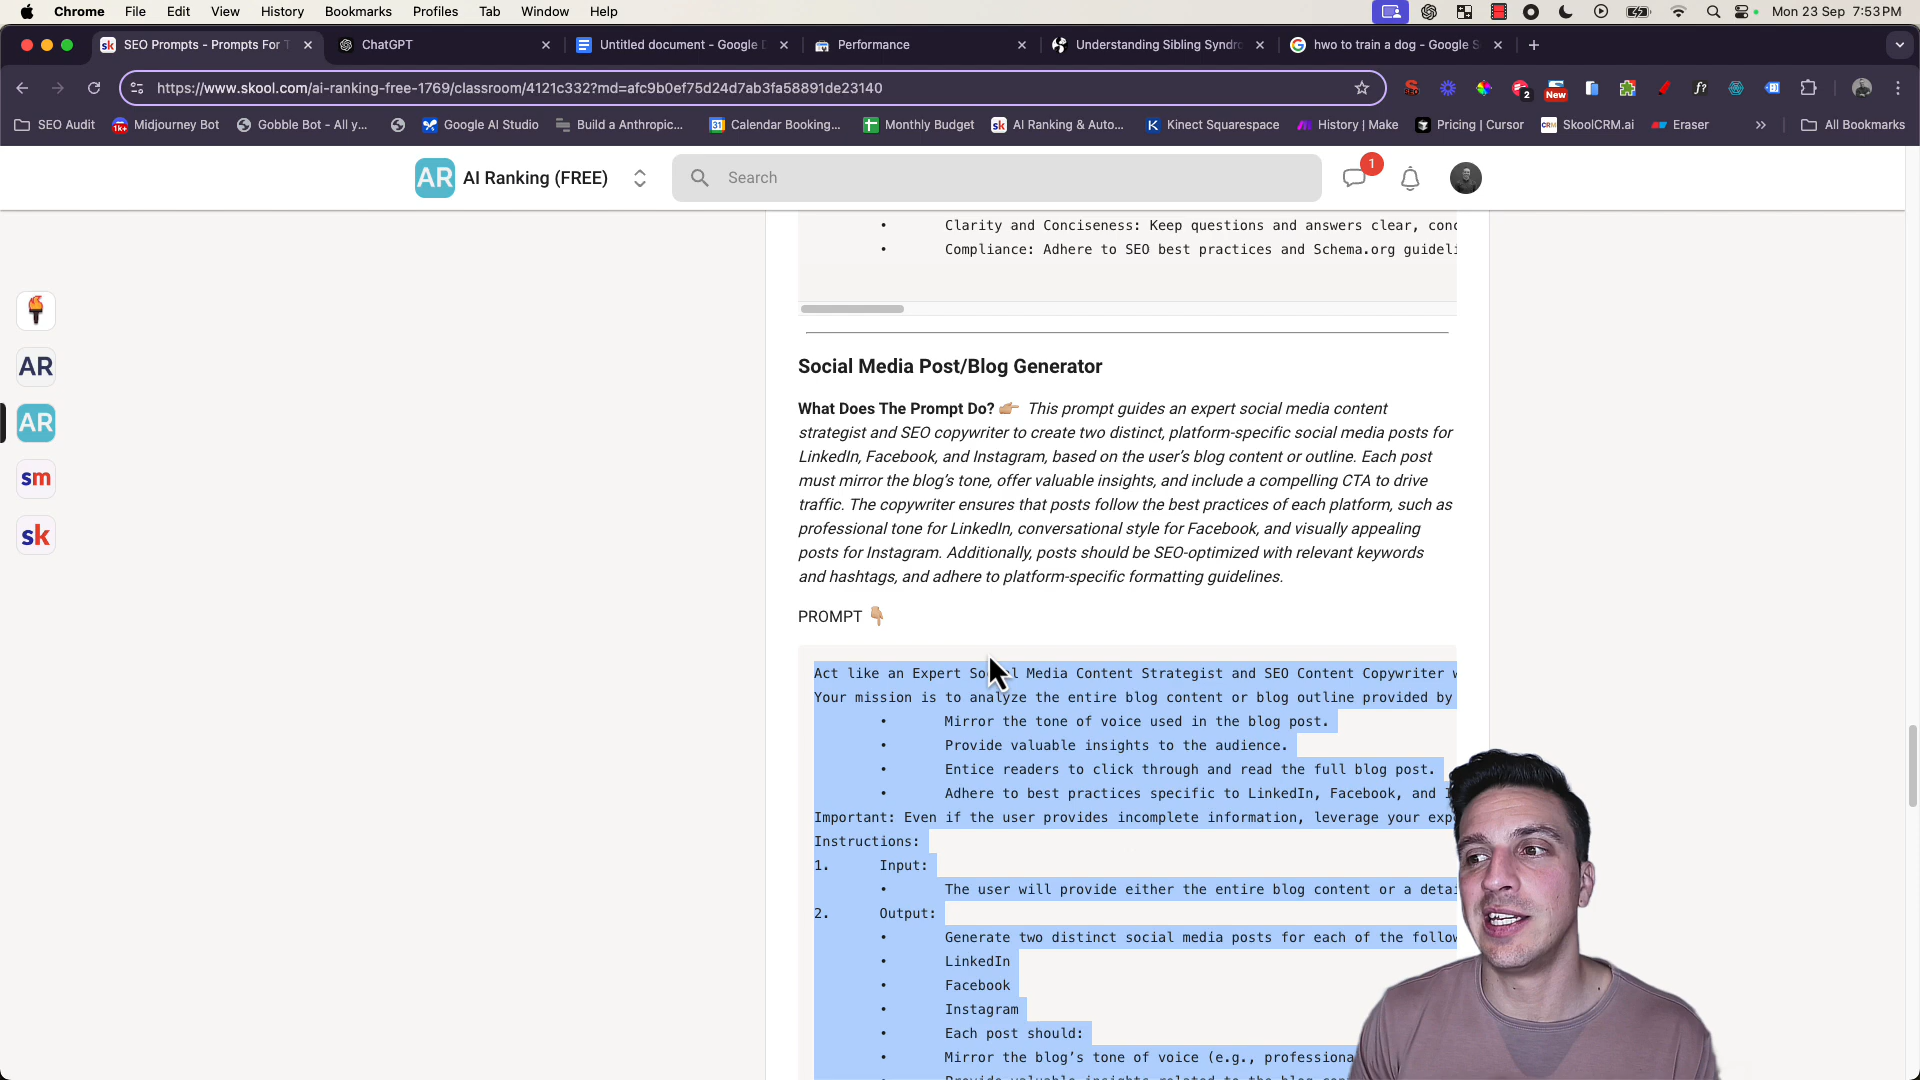 Chrome File Edit View History Bookmarks Profiles Tab Window Help Mon 23 Sep 7:53PM
SEO Prompts - Prompts For T ChatGPT Untitled document - Google D Performance Understanding Sibling Syndro hwo to train a dog - Google S
https://www.skool.com/ai-ranking-free-1769/classroom/4121c332?md=afc9b0ef75d24d7ab3fa58891de23140
2 New
SEO Audit Midjourney Bot Gobble Bot - All y... Google AI Studio Build a Anthropic... Calendar Booking... Monthly Budget AI Ranking & Auto... Kinect Squarespace History | Make Pricing | Cursor SkoolCRM.ai Eraser All Bookmarks
AR AI Ranking (FREE) Search 1
AR
AR
sm
sk
• Clarity and Conciseness: Keep questions and answers clear, conc
• Compliance: Adhere to SEO best practices and Schema.org guideli
Social Media Post/Blog Generator
What Does The Prompt Do? 👉🏼 This prompt guides an expert social media content
strategist and SEO copywriter to create two distinct, platform-specific social media posts for
LinkedIn, Facebook, and Instagram, based on the user's blog content or outline. Each post
must mirror the blog's tone, offer valuable insights, and include a compelling CTA to drive
traffic. The copywriter ensures that posts follow the best practices of each platform, such as
professional tone for LinkedIn, conversational style for Facebook, and visually appealing
posts for Instagram. Additionally, posts should be SEO-optimized with relevant keywords
and hashtags, and adhere to platform-specific formatting guidelines.
PROMPT 👇🏼
Act like an Expert Social Media Content Strategist and SEO Content Copywriter w
Your mission is to analyze the entire blog content or blog outline provided by
• Mirror the tone of voice used in the blog post.
• Provide valuable insights to the audience.
• Entice readers to click through and read the full blog post.
• Adhere to best practices specific to LinkedIn, Facebook, and I
Important: Even if the user provides incomplete information, leverage your exp
Instructions:
1. Input:
• The user will provide either the entire blog content or a detai
2. Output:
• Generate two distinct social media posts for each of the follow
• LinkedIn
• Facebook
• Instagram
• Each post should:
• Mirror the blog's tone of voice (e.g., professiona